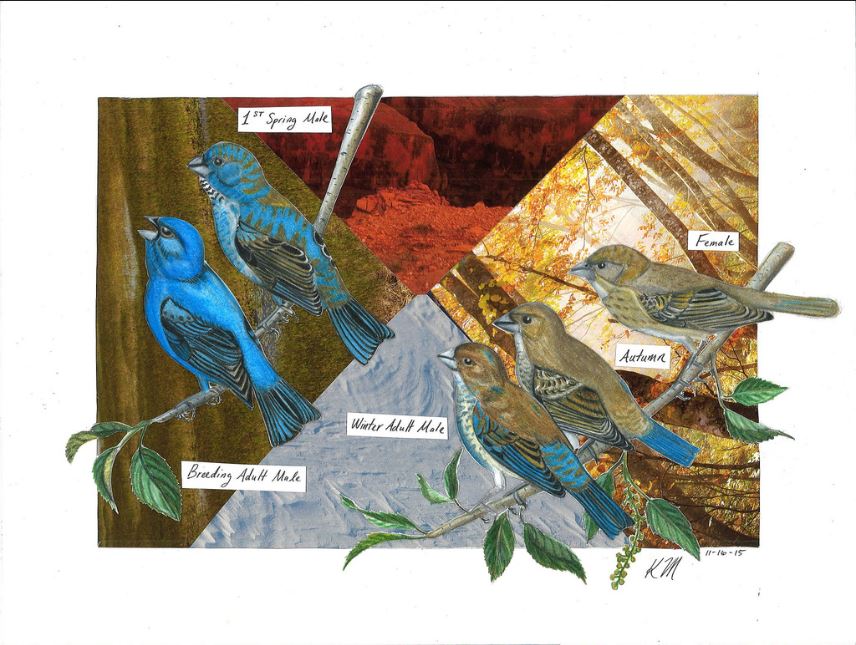 1ST Spring Male
Female
Autumn
Winter Adult Male
Breeding Adult Male
11-16-15
KM